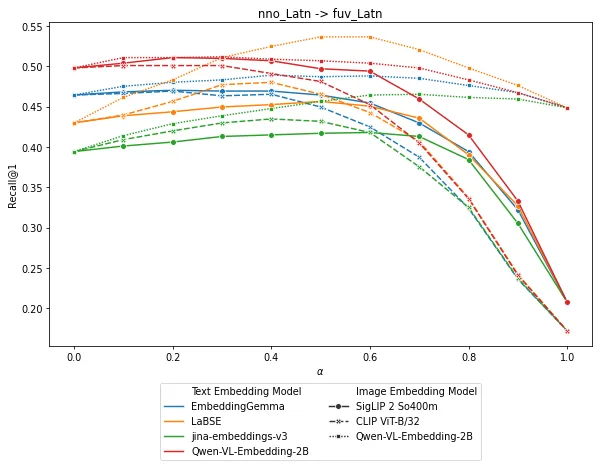 nno_Latn -> fuv_Latn
Recall@1
0.55
0.50
0.45
0.40
0.35
0.30
0.25
0.20
0.0 0.2 0.4 0.6 0.8 1.0
α
Text Embedding Model
EmbeddingGemma
LaBSE
jina-embeddings-v3
Qwen-VL-Embedding-2B
Image Embedding Model
SigLIP 2 So400m
CLIP ViT-B/32
Qwen-VL-Embedding-2B